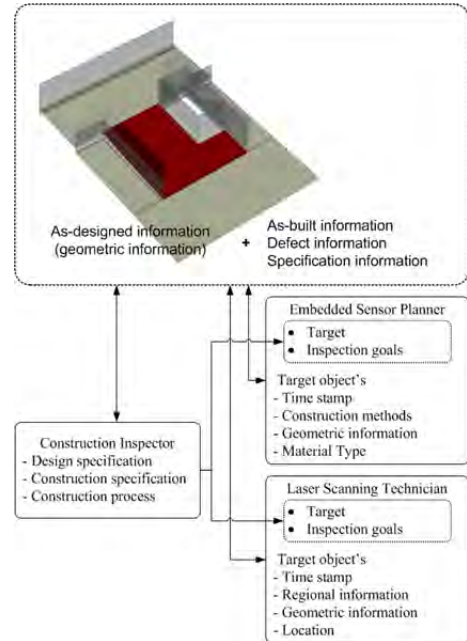 As-designed information
(geometric information)
+
As-built information
Defect information
Specification information
Embedded Sensor Planner
• Target
• Inspection goals
Target object's
- Time stamp
- Construction methods
- Geometric information
- Material Type
Construction Inspector
- Design specification
- Construction specification
- Construction process
Laser Scanning Technician
• Target
• Inspection goals
Target object's
- Time stamp
- Regional information
- Geometric information
- Location